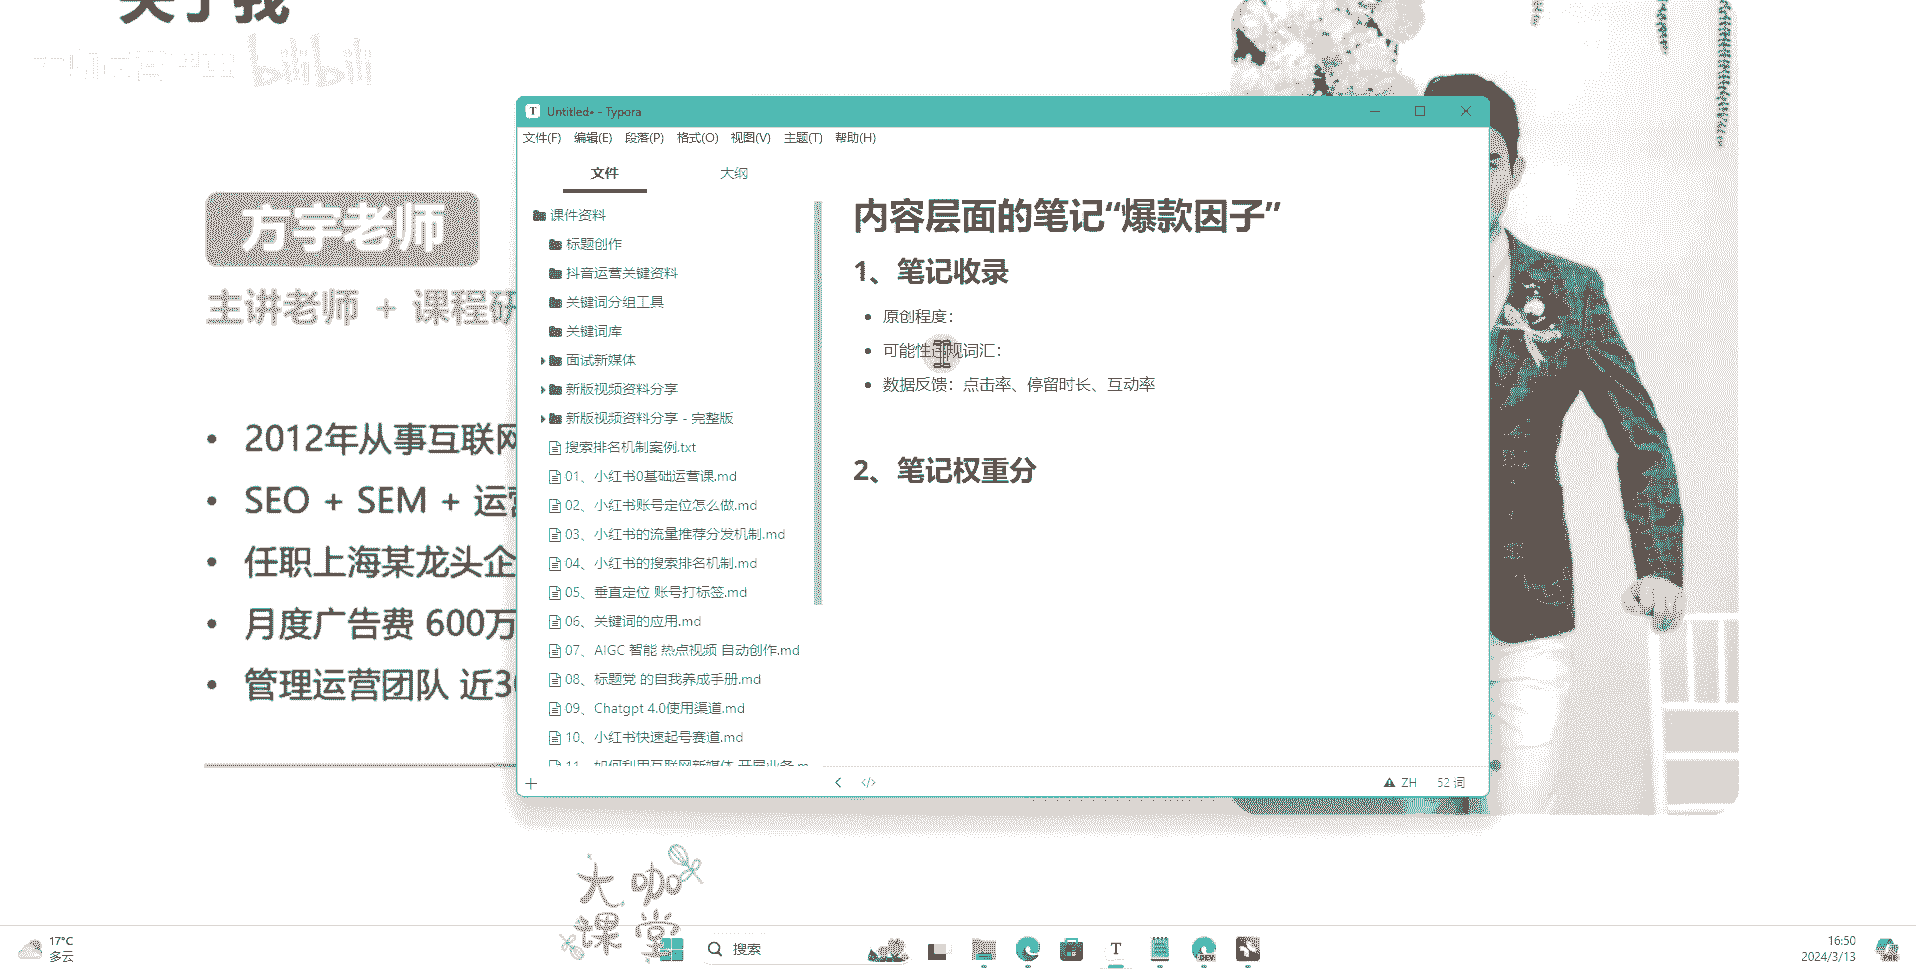 关于我
bilibili
方宇老师
主讲老师 + 课程研
2012年从事互联网
SEO + SEM + 运营
任职上海某龙头企
月度广告费 600万
管理运营团队 近30
Untitled• - Typora
文件(F) 编辑(E) 段落(P) 格式(O) 视图(V) 主题(T) 帮助(H)
文件 大纲
课件资料
标题创作
抖音运营关键资料
关键词分组工具
关键词库
面试新媒体
新版视频资料分享
新版视频资料分享 - 完整版
搜索排名机制案例.txt
01、小红书0基础运营课.md
02、小红书账号定位怎么做.md
03、小红书的流量推荐分发机制.md
04、小红书的搜索排名机制.md
05、垂直定位 账号打标签.md
06、关键词的应用.md
07、AIGC 智能 热点视频 自动创作.md
08、标题党 的自我养成手册.md
09、Chatgpt 4.0使用渠道.md
10、小红书快速起号赛道.md
11、如何利用互联网新媒体 开展业务.m
内容层面的笔记“爆款因子”
1、笔记收录
原创程度：
可能性违规词汇：
数据反馈：点击率、停留时长、互动率
2、笔记权重分
ZH 52 词
大咖
课堂
17°C
多云
搜索
16:50
2024/3/13